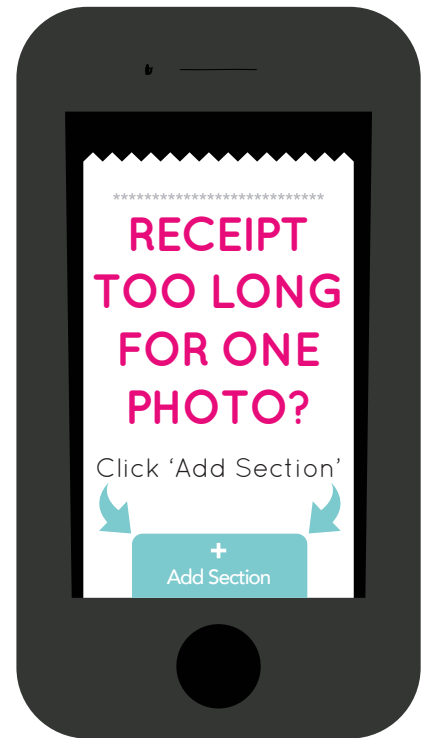 ***************************
RECEIPT
TOO LONG
FOR ONE
PHOTO?
Click ‘Add Section’
+
Add Section